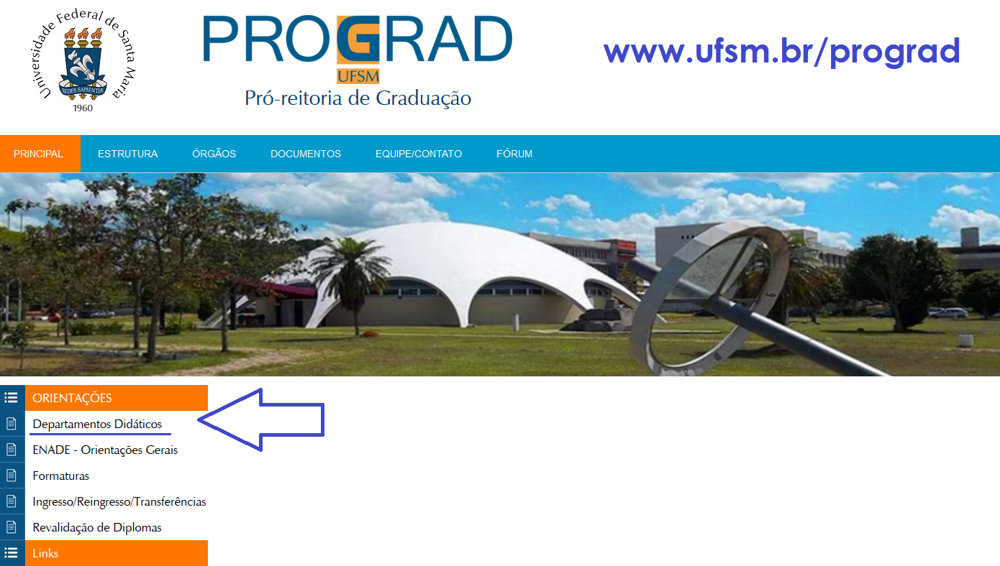 Universidade Federal de Santa Maria
SEDES SAPIENTIÆ
1960
PROGRAD
UFSM
Pró-reitoria de Graduação
www.ufsm.br/prograd
PRINCIPAL
ESTRUTURA
ÓRGÃOS
DOCUMENTOS
EQUIPE/CONTATO
FÓRUM
ORIENTAÇÕES
Departamentos Didáticos
ENADE - Orientações Gerais
Formaturas
Ingresso/Reingresso/Transferências
Revalidação de Diplomas
Links